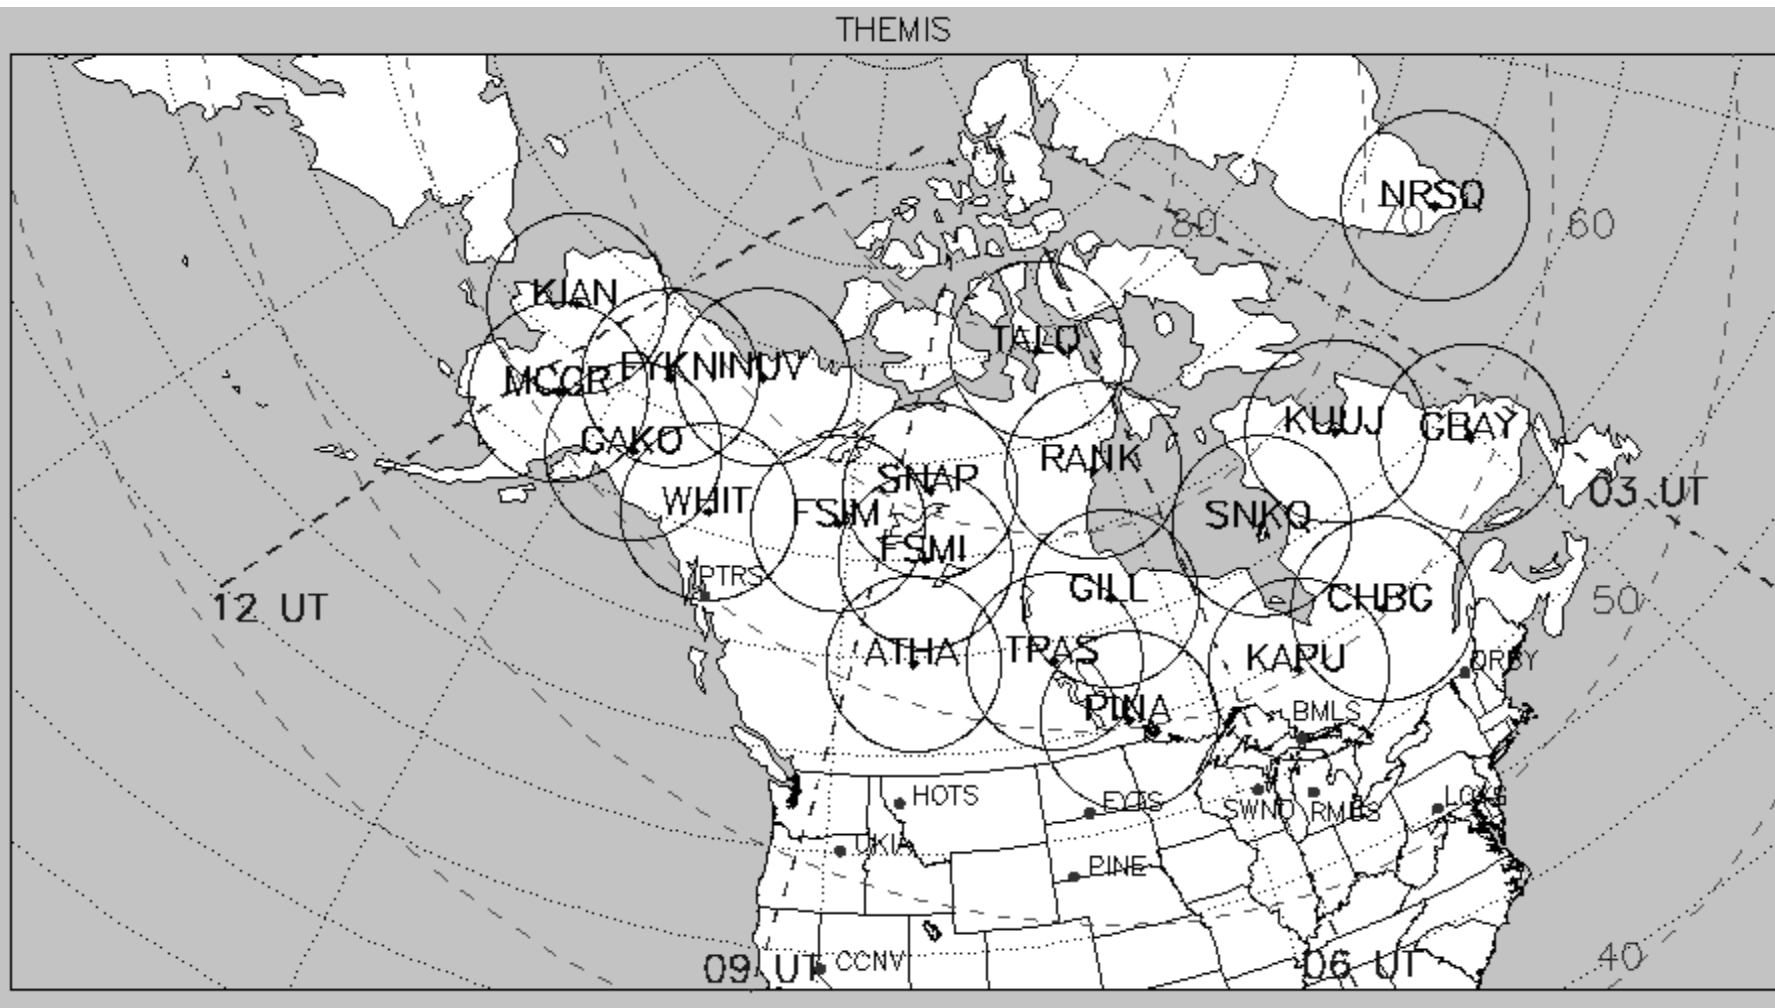 THEMIS
NRSQ
80
70
60
KIAN
TALO
FYKN
INUV
MCGR
KUUJ
GBAY
GAKO
RANK
SNAP
WHIT
FSIM
SNKQ
03 UT
FSMI
PTRS
GILL
CHBG
50
12 UT
ATHA
TPAS
KAPU
DRBY
PINA
BMLS
HOTS
FYTS
SWNO
RMUS
LOYS
UKIA
PINE
09 UT
CCNV
06 UT
40